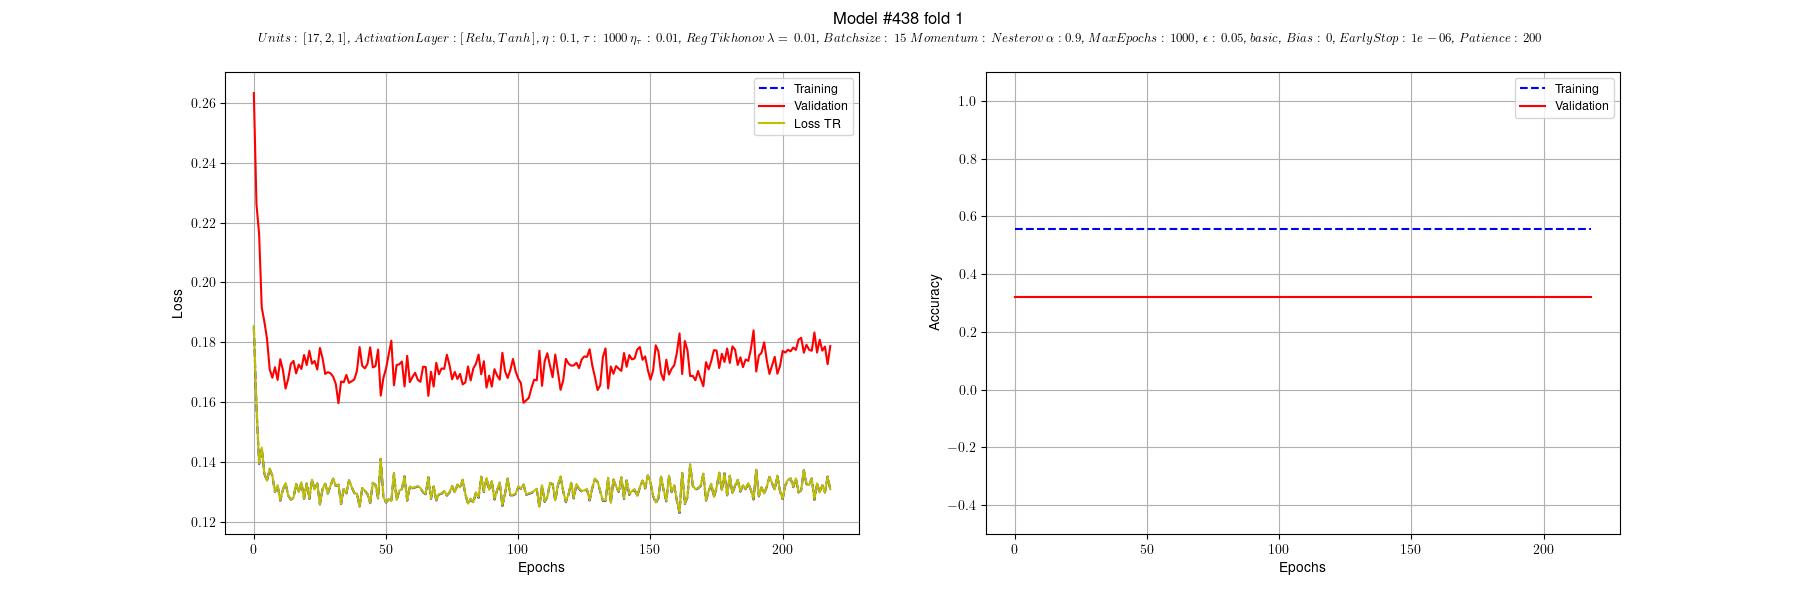 Model #438 fold 1
Units : [17, 2, 1], ActivationLayer : [Relu, Tanh], η : 0.1, τ : 1000 ητ : 0.01, Reg Tikhonov λ = 0.01, Batchsize : 15 Momentum : Nesterov α : 0.9, MaxEpochs : 1000, ϵ : 0.05, basic, Bias : 0, EarlyStop : 1e − 06, Patience : 200
Loss
0.26
0.24
0.22
0.20
0.18
0.16
0.14
0.12
Training
Validation
Loss TR
0 50 100 150 200
Epochs
Accuracy
1.0
0.8
0.6
0.4
0.2
0.0
−0.2
−0.4
Training
Validation
0 50 100 150 200
Epochs